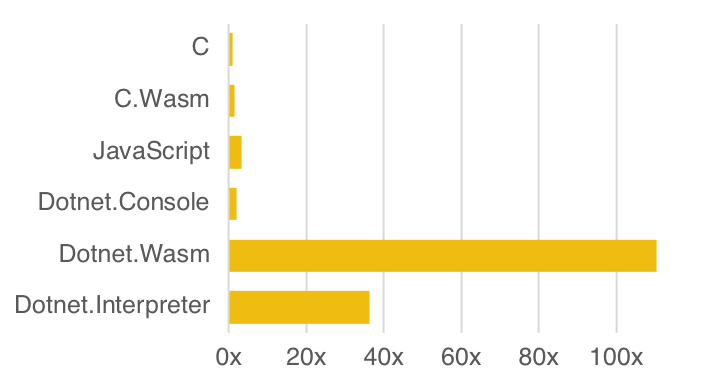 C
C.Wasm
JavaScript
Dotnet.Console
Dotnet.Wasm
Dotnet.Interpreter
0x 20x 40x 60x 80x 100x